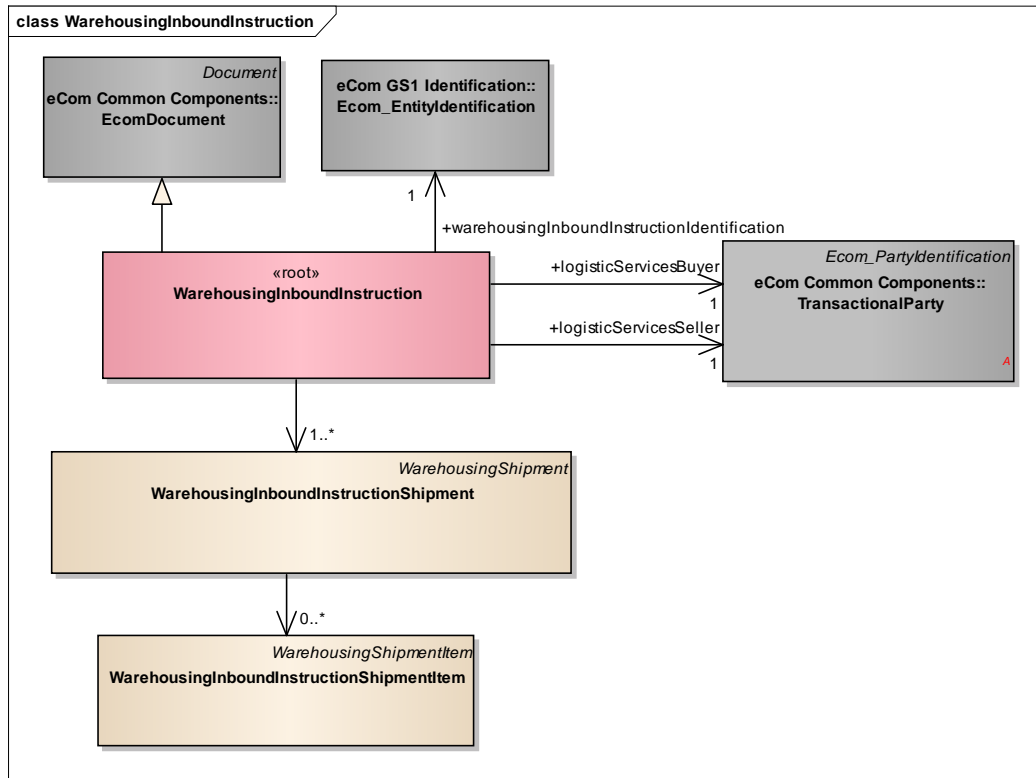 class WarehousingInboundInstruction
Document
eCom Common Components::
EcomDocument
eCom GS1 Identification::
Ecom_EntityIdentification
1
+warehousingInboundInstructionIdentification
«root»
WarehousingInboundInstruction
+logisticServicesBuyer
1
+logisticServicesSeller
1
Ecom_PartyIdentification
eCom Common Components::
TransactionalParty
A
1..*
WarehousingShipment
WarehousingInboundInstructionShipment
0..*
WarehousingShipmentItem
WarehousingInboundInstructionShipmentItem